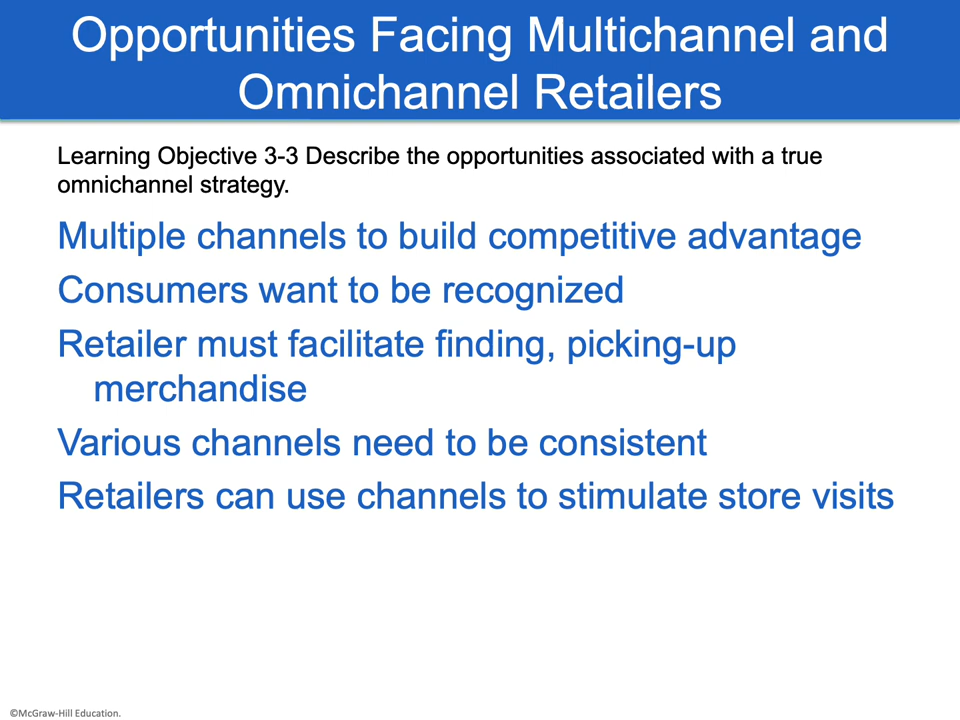 Opportunities Facing Multichannel and
Omnichannel Retailers
Learning Objective 3-3 Describe the opportunities associated with a true
omnichannel strategy.
Multiple channels to build competitive advantage
Consumers want to be recognized
Retailer must facilitate finding, picking-up
merchandise
Various channels need to be consistent
Retailers can use channels to stimulate store visits
©McGraw-Hill Education.